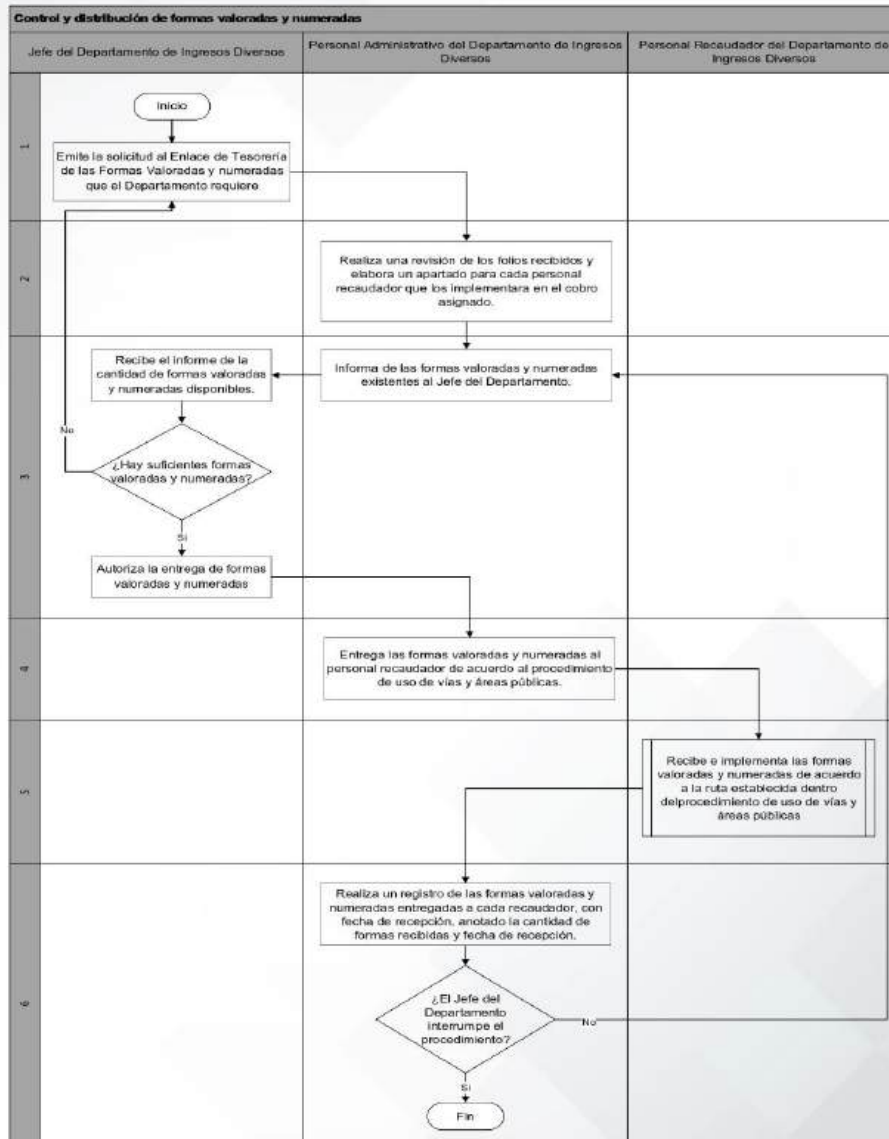 Control y distribución de formas valoradas y numeradas
Jefe del Departamento de Ingresos Diversos
Personal Administrativo del Departamento de Ingresos
Diversos
Personal Recaudador del Departamento de
Ingresos Diversos
1
Inicio
Emite la solicitud al Enlace de Tesorería
de las Formas Valoradas y numeradas
que el Departamento requiere
2
Realiza una revisión de los folios recibidos y
elabora un apartado para cada personal
recaudador que los implementara en el cobro
asignado.
3
Recibe el informe de la
cantidad de formas valoradas
y numeradas disponibles.
Informa de las formas valoradas y numeradas
existentes al Jefe del Departamento.
No
¿Hay suficientes formas
valoradas y numeradas?
Si
Autoriza la entrega de formas
valoradas y numeradas
4
Entrega las formas valoradas y numeradas al
personal recaudador de acuerdo al procedimiento
de uso de vías y áreas públicas.
5
Recibe e implementa las formas
valoradas y numeradas de acuerdo
a la ruta establecida dentro
delprocedimiento de uso de vías y
áreas públicas
6
Realiza un registro de las formas valoradas y
numeradas entregadas a cada recaudador, con
fecha de recepción, anotado la cantidad de
formas recibidas y fecha de recepción.
¿El Jefe del
Departamento
interrumpe el
procedimiento?
No
Si
Fin